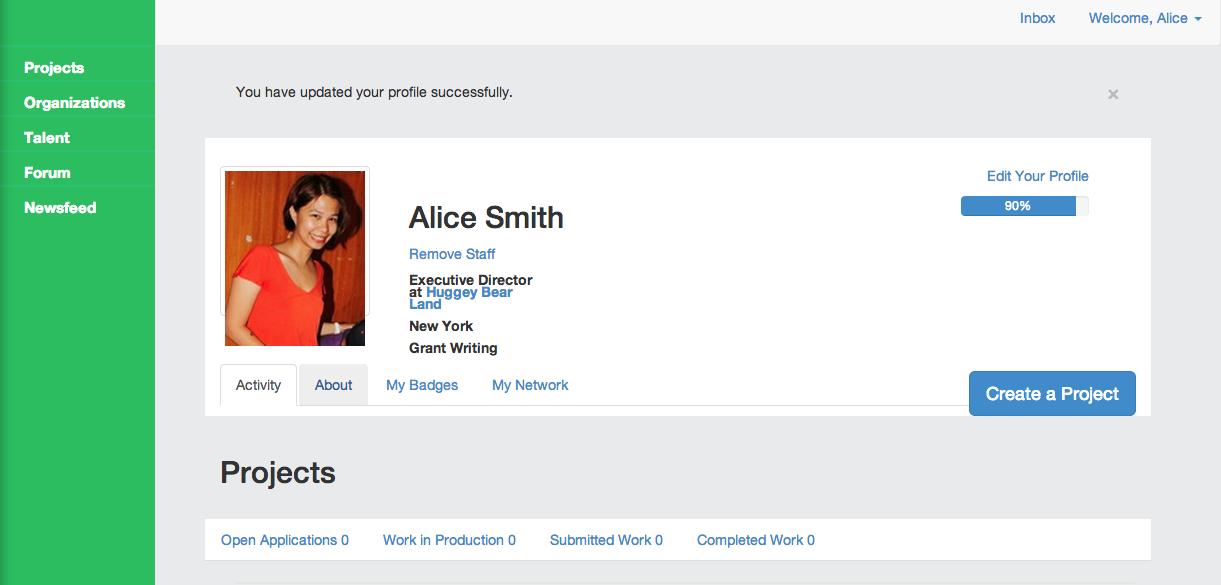 Inbox
Welcome, Alice
Projects
Organizations
Talent
Forum
Newsfeed
You have updated your profile successfully.
×
Edit Your Profile
90%
Alice Smith
Remove Staff
Executive Director
at Huggey Bear
Land
New York
Grant Writing
Activity
About
My Badges
My Network
Create a Project
Projects
Open Applications 0
Work in Production 0
Submitted Work 0
Completed Work 0